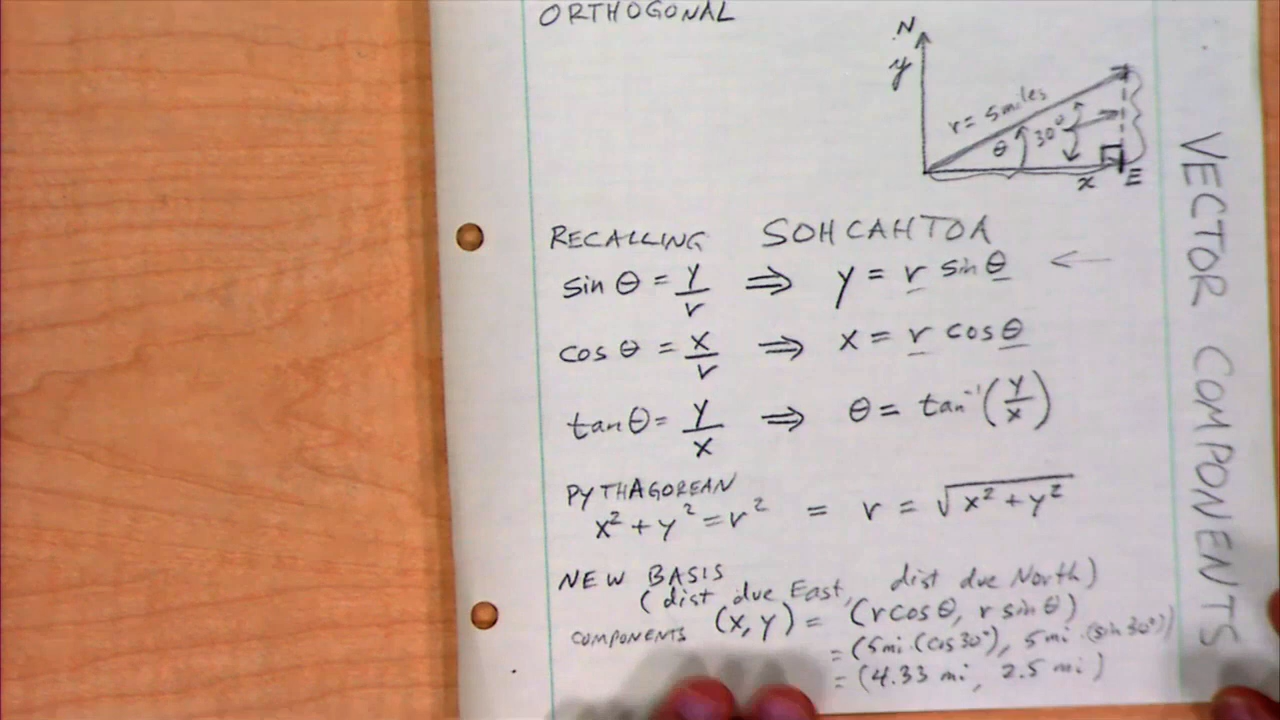 ORTHOGONAL
N
y
r = 5 miles
θ 30°
x E
VECTOR COMPONENTS
RECALLING SOHCAHTOA
sin θ = y/r ⇒ y = r sin θ ←
cos θ = x/r ⇒ x = r cos θ
tan θ = y/x ⇒ θ = tan⁻¹(y/x)
PYTHAGOREAN
x² + y² = r² = r = √(x² + y²)
NEW BASIS
(dist due East, dist due North)
COMPONENTS (x, y) = (r cos θ, r sin θ)
= (5mi·(cos 30°), 5mi·(sin 30°))
= (4.33 mi, 2.5 mi)